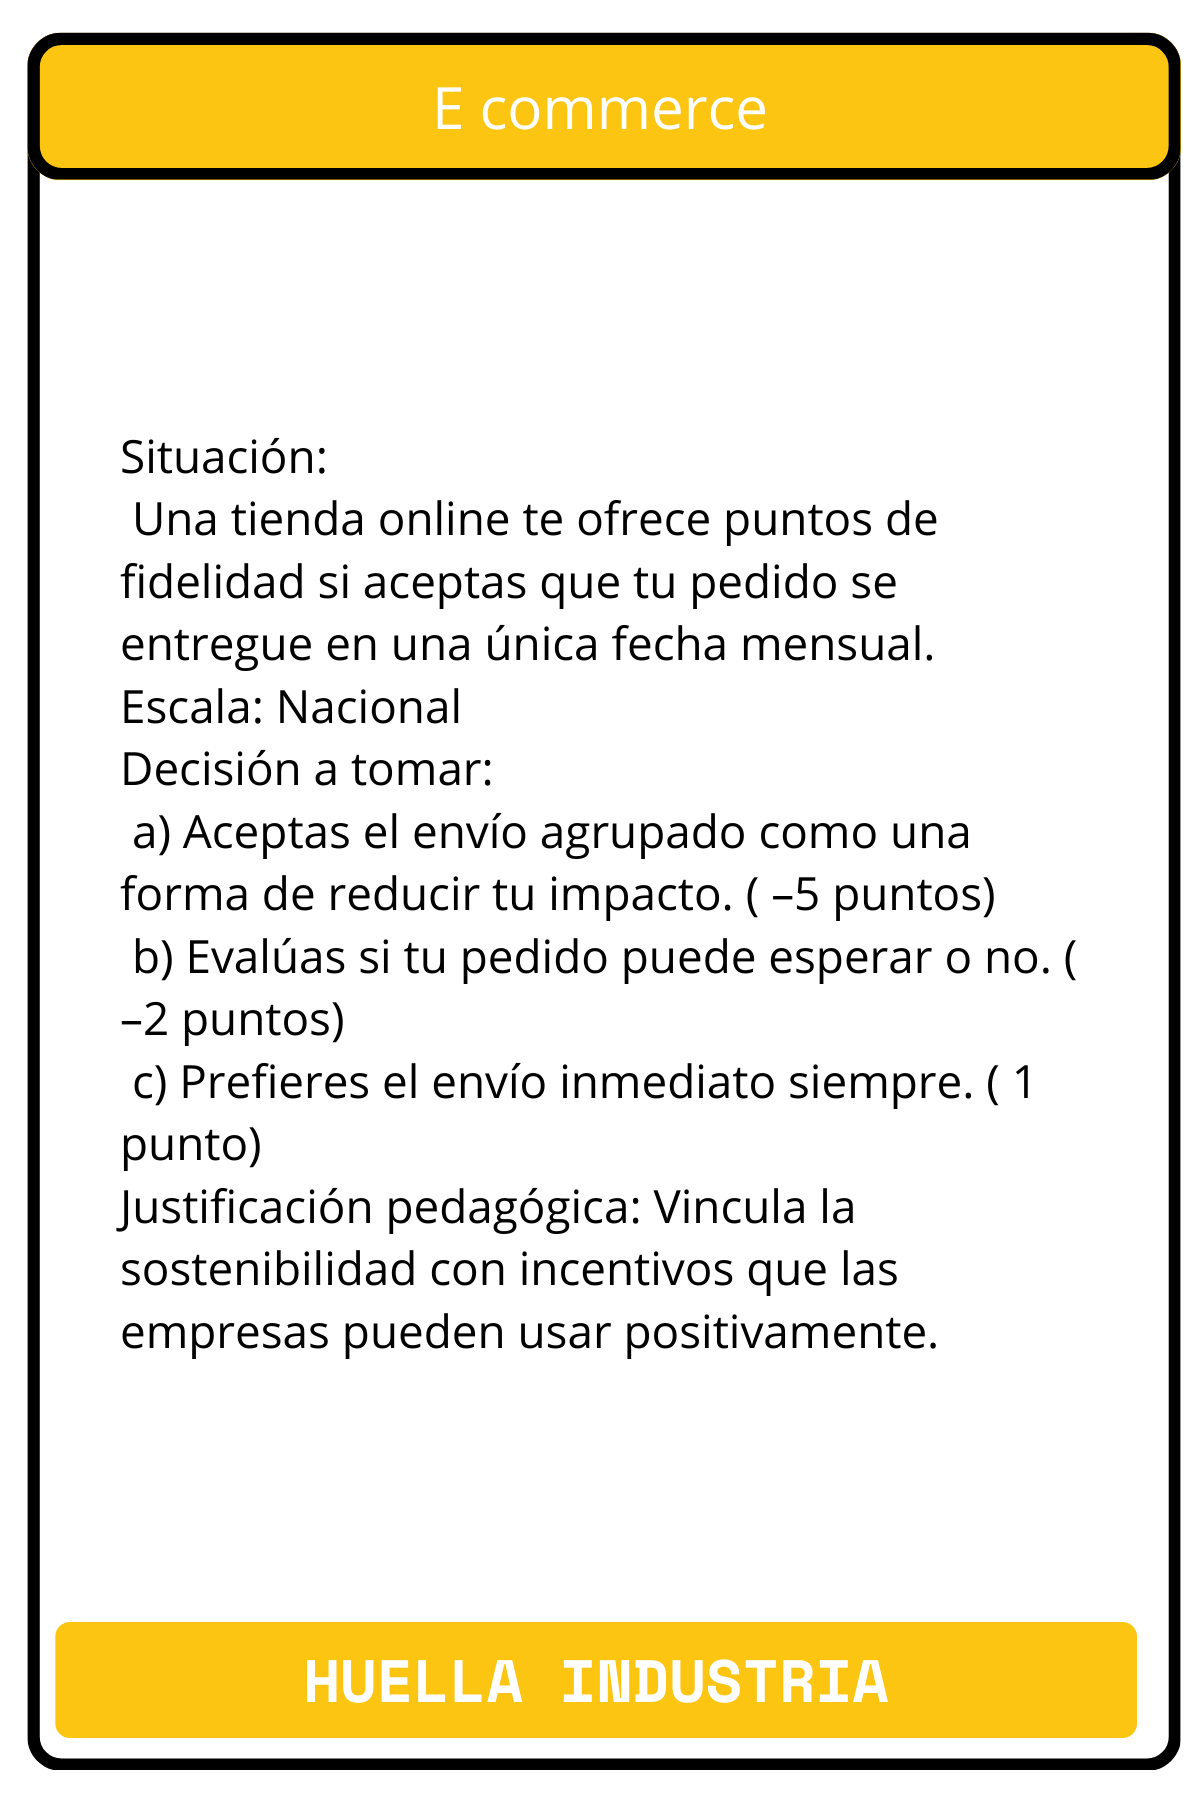 E commerce
Situación:
Una tienda online te ofrece puntos de
fidelidad si aceptas que tu pedido se
entregue en una única fecha mensual.
Escala: Nacional
Decisión a tomar:
a) Aceptas el envío agrupado como una
forma de reducir tu impacto. ( –5 puntos)
b) Evalúas si tu pedido puede esperar o no. (
–2 puntos)
c) Prefieres el envío inmediato siempre. ( 1
punto)
Justificación pedagógica: Vincula la
sostenibilidad con incentivos que las
empresas pueden usar positivamente.
HUELLA INDUSTRIA